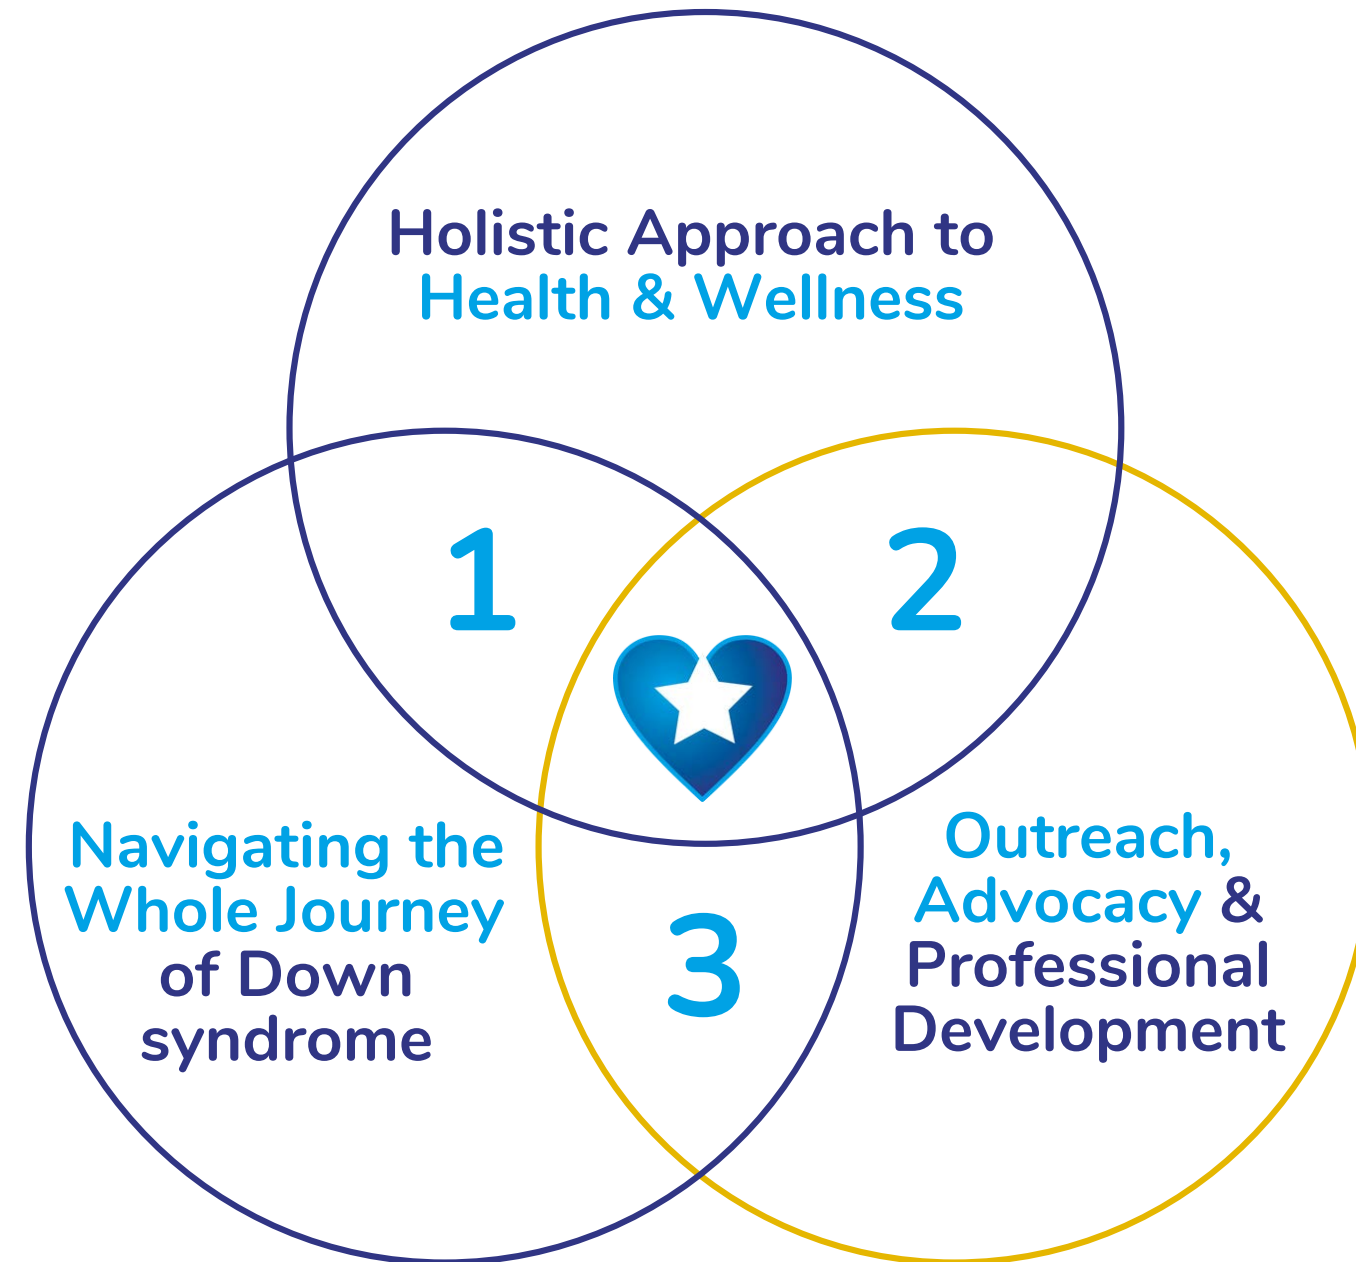 Holistic Approach to
Health & Wellness
1
2
Navigating the
Whole Journey
of Down
syndrome
3
Outreach,
Advocacy &
Professional
Development